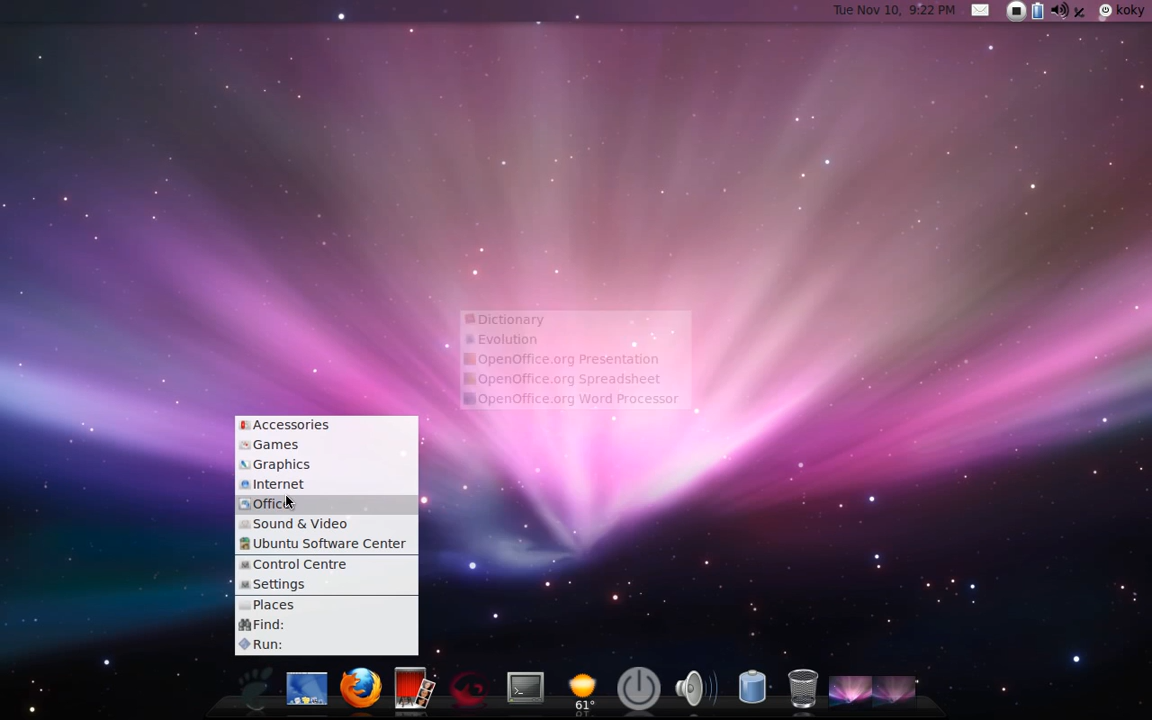 Tue Nov 10, 9:22 PM
koky
Dictionary
Evolution
OpenOffice.org Presentation
OpenOffice.org Spreadsheet
OpenOffice.org Word Processor
Accessories
Games
Graphics
Internet
Office
Sound & Video
Ubuntu Software Center
Control Centre
Settings
Places
Find:
Run:
61°